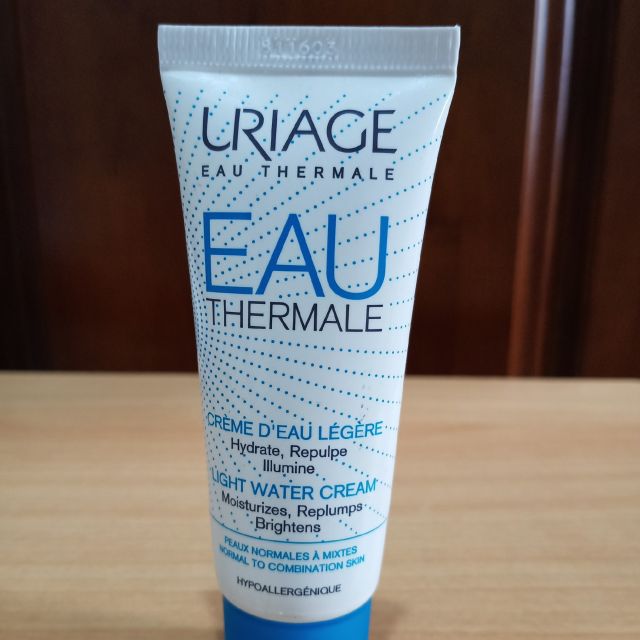 URIAGE
EAU THERMALE
EAU
THERMALE
CRÈME D'EAU LÉGÈRE
Hydrate, Repulpe
Illumine
LIGHT WATER CREAM
Moisturizes, Replumps
Brightens
PEAUX NORMALES À MIXTES
NORMAL TO COMBINATION SKIN
HYPOALLERGÉNIQUE